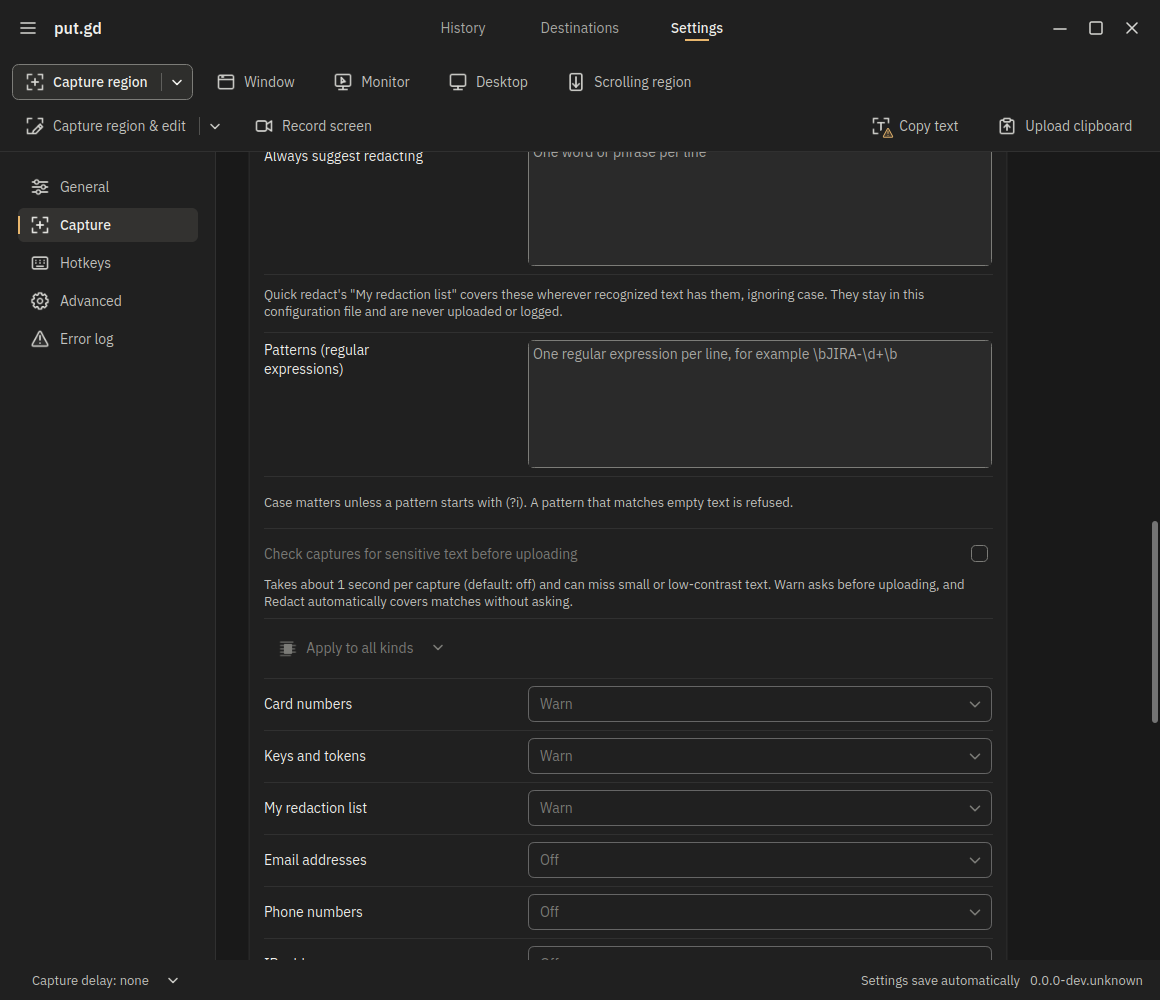 put.gd
History
Destinations
Settings
Capture region
Window
Monitor
Desktop
Scrolling region
Capture region & edit
Record screen
Copy text
Upload clipboard
General
Capture
Hotkeys
Advanced
Error log
Always suggest redacting
One word or phrase per line
Quick redact's "My redaction list" covers these wherever recognized text has them, ignoring case. They stay in this
configuration file and are never uploaded or logged.
Patterns (regular
expressions)
One regular expression per line, for example \bJIRA-\d+\b
Case matters unless a pattern starts with (?i). A pattern that matches empty text is refused.
Check captures for sensitive text before uploading
Takes about 1 second per capture (default: off) and can miss small or low-contrast text. Warn asks before uploading, and
Redact automatically covers matches without asking.
Apply to all kinds
Card numbers
Warn
Keys and tokens
Warn
My redaction list
Warn
Email addresses
Off
Phone numbers
Off
Capture delay: none
Settings save automatically
0.0.0-dev.unknown